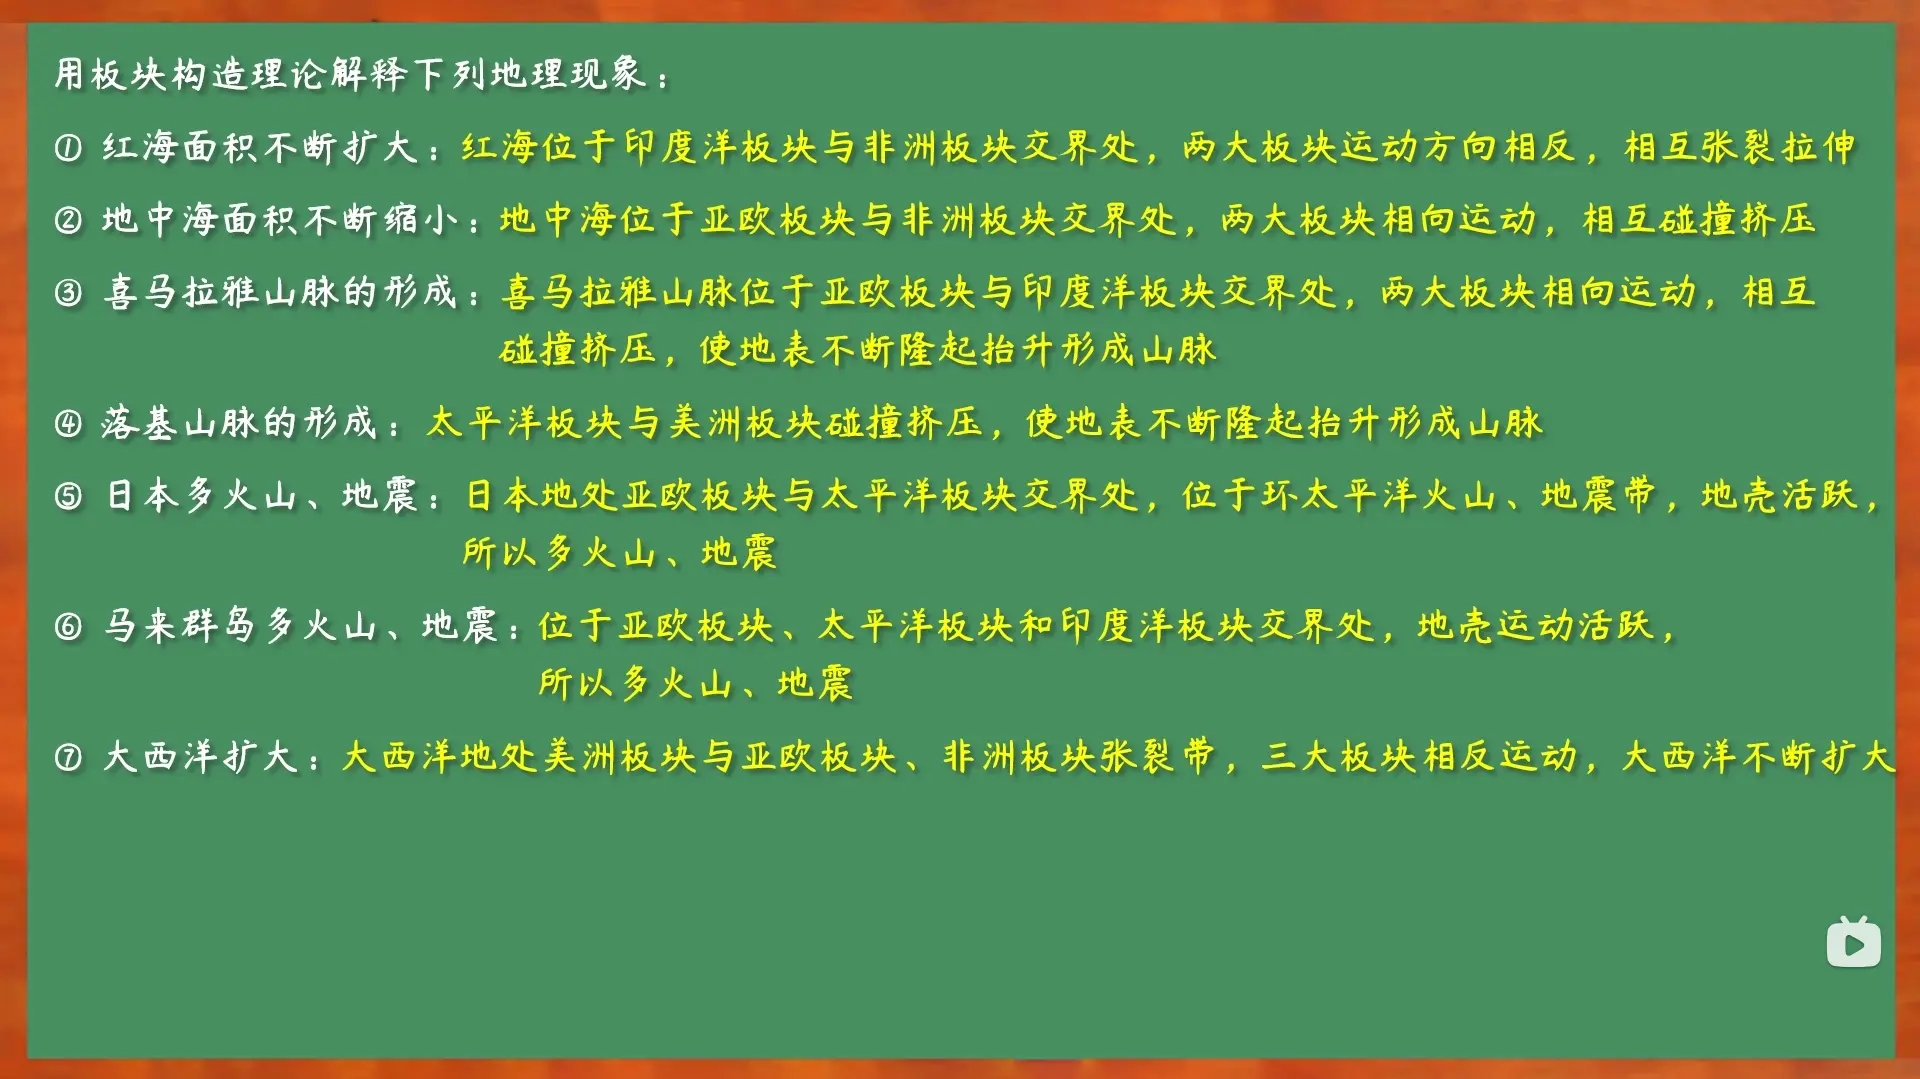 用板块构造理论解释下列地理现象：
① 红海面积不断扩大：红海位于印度洋板块与非洲板块交界处，两大板块运动方向相反，相互张裂拉伸
② 地中海面积不断缩小：地中海位于亚欧板块与非洲板块交界处，两大板块相向运动，相互碰撞挤压
③ 喜马拉雅山脉的形成：喜马拉雅山脉位于亚欧板块与印度洋板块交界处，两大板块相向运动，相互
碰撞挤压，使地表不断隆起抬升形成山脉
④ 落基山脉的形成：太平洋板块与美洲板块碰撞挤压，使地表不断隆起抬升形成山脉
⑤ 日本多火山、地震：日本地处亚欧板块与太平洋板块交界处，位于环太平洋火山、地震带，地壳活跃，
所以多火山、地震
⑥ 马来群岛多火山、地震：位于亚欧板块、太平洋板块和印度洋板块交界处，地壳运动活跃，
所以多火山、地震
⑦ 大西洋扩大：大西洋地处美洲板块与亚欧板块、非洲板块张裂带，三大板块相反运动，大西洋不断扩大